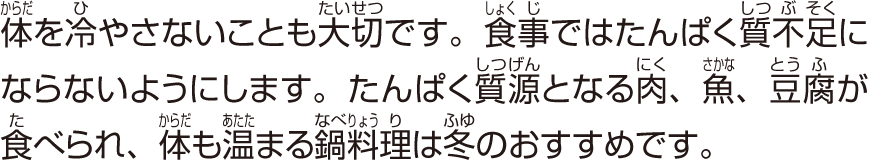 体を冷やさないことも大切です。食事ではたんぱく質不足に
ならないようにします。たんぱく質源となる肉、魚、豆腐が
食べられ、体も温まる鍋料理は冬のおすすめです。